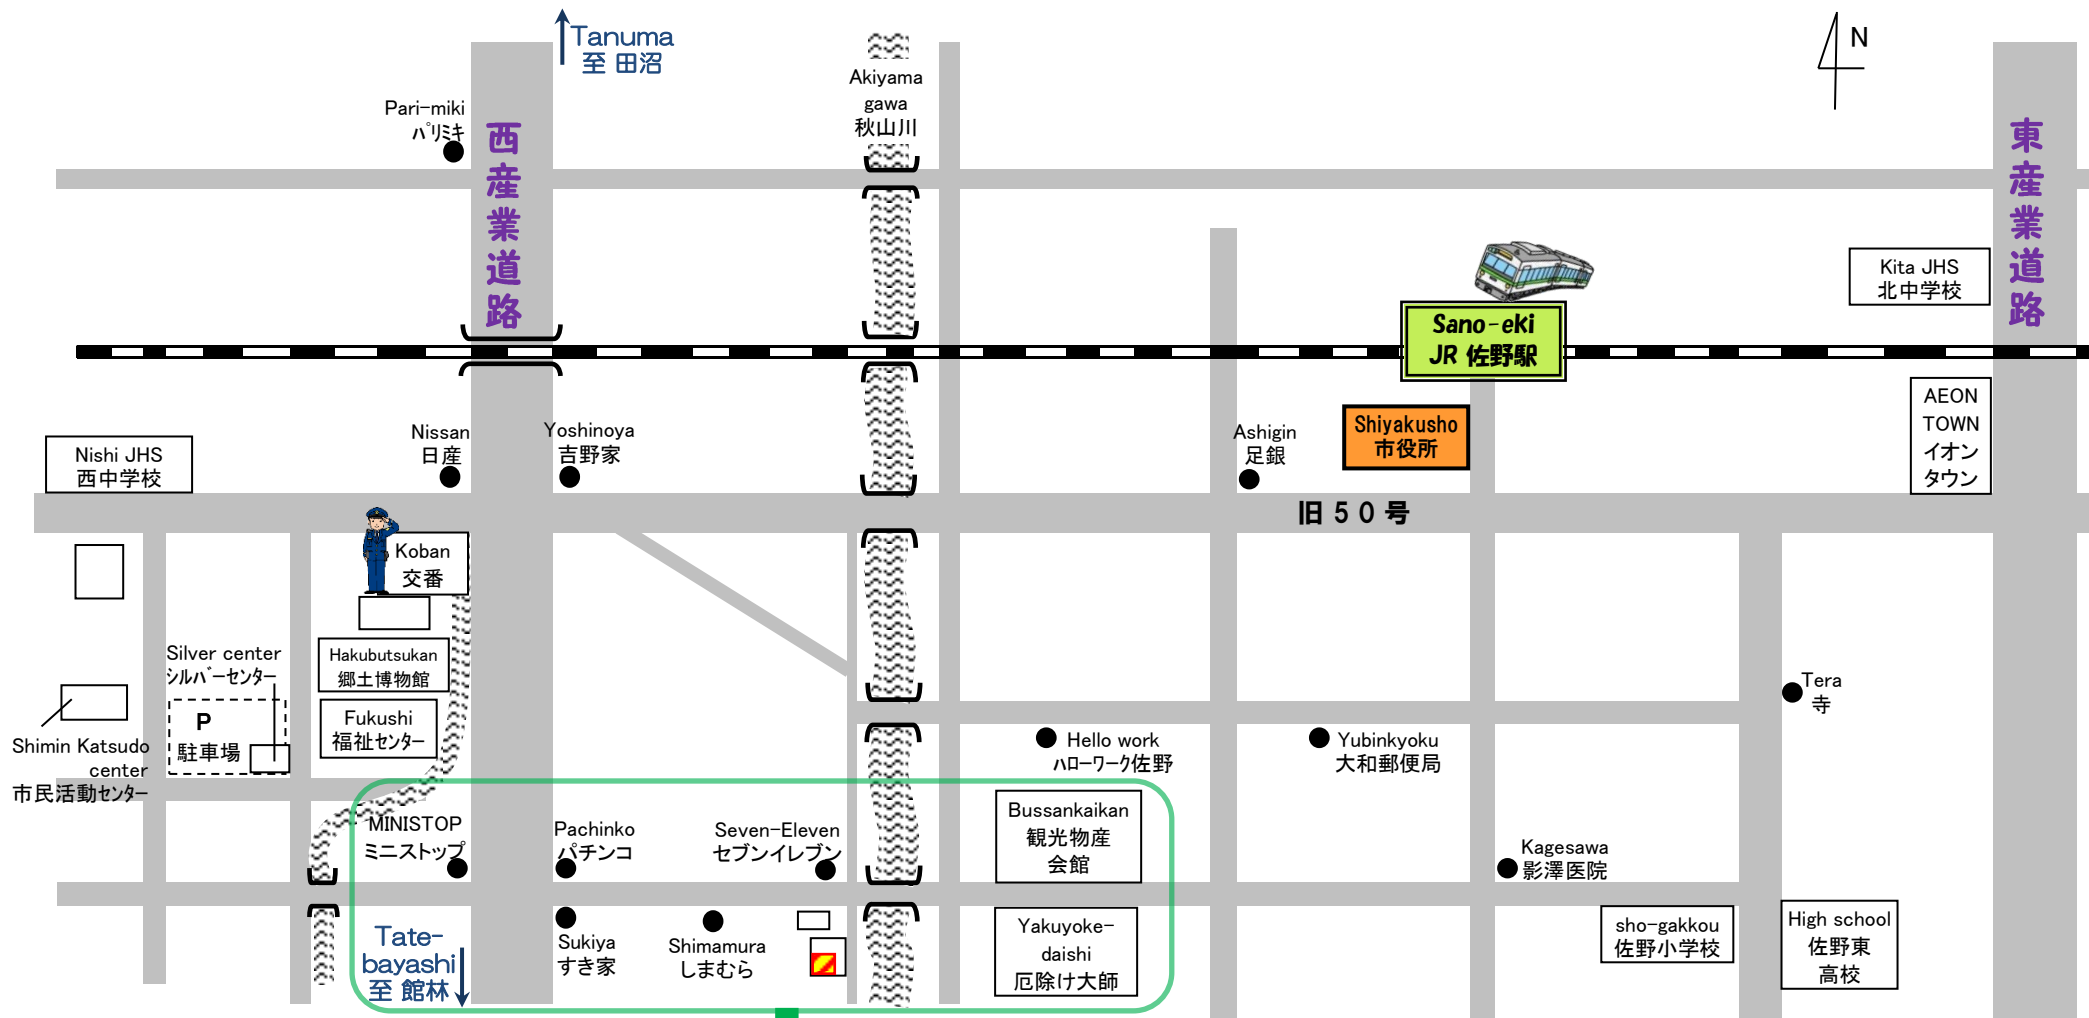 Tanuma
至 田沼
N
Akiyama
gawa
秋山川
Pari-miki
パリミキ
西産業道路
東産業道路
Kita JHS
北中学校
Sano-eki
JR 佐野駅
AEON
TOWN
イオン
タウン
Nishi JHS
西中学校
Nissan
日産
Yoshinoya
吉野家
Ashigin
足銀
Shiyakusho
市役所
旧50号
Koban
交番
Silver center
シルバーセンター
Hakubutsukan
郷土博物館
Tera
寺
P
駐車場
Fukushi
福祉センター
Shimin Katsudo
center
市民活動センター
Hello work
ハローワーク佐野
Yubinkyoku
大和郵便局
MINISTOP
ミニストップ
Pachinko
パチンコ
Seven-Eleven
セブンイレブン
Bussankaikan
観光物産
会館
Kagesawa
影澤医院
Tate-
bayashi
至 館林
Sukiya
すき家
Shimamura
しまむら
Yakuyoke-
daishi
厄除け大師
sho-gakkou
佐野小学校
High school
佐野東
高校